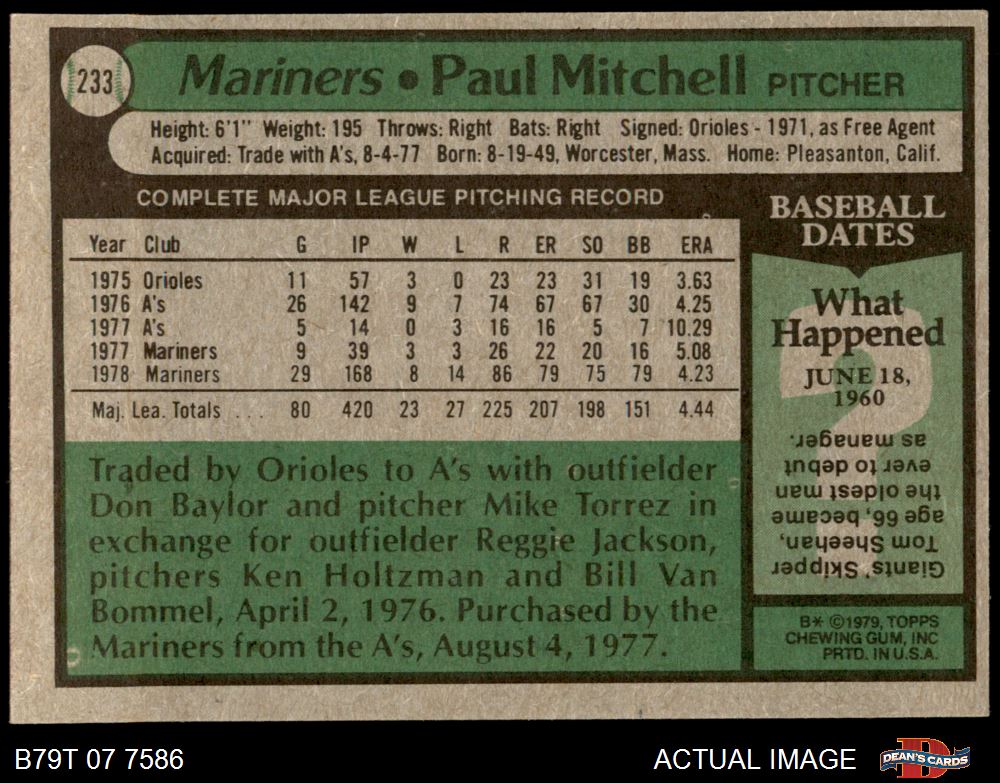 233
Mariners • Paul Mitchell PITCHER
Height: 6'1" Weight: 195 Throws: Right Bats: Right Signed: Orioles - 1971, as Free Agent
Acquired: Trade with A's, 8-4-77 Born: 8-19-49, Worcester, Mass. Home: Pleasanton, Calif.
COMPLETE MAJOR LEAGUE PITCHING RECORD
Year Club G IP W L R ER SO BB ERA
1975 Orioles 11 57 3 0 23 23 31 19 3.63
1976 A's 26 142 9 7 74 67 67 30 4.25
1977 A's 5 14 0 3 16 16 5 7 10.29
1977 Mariners 9 39 3 3 26 22 20 16 5.08
1978 Mariners 29 168 8 14 86 79 75 79 4.23
Maj. Lea. Totals . . . 80 420 23 27 225 207 198 151 4.44
Traded by Orioles to A's with outfielder
Don Baylor and pitcher Mike Torrez in
exchange for outfielder Reggie Jackson,
pitchers Ken Holtzman and Bill Van
Bommel, April 2, 1976. Purchased by the
Mariners from the A's, August 4, 1977.
BASEBALL
DATES
What
Happened
JUNE 18,
1960
Giants' Skipper
Tom Sheehan,
age 66, became
the oldest man
ever to debut
as manager.
B* ©1979, TOPPS
CHEWING GUM, INC
PRTD. IN U.S.A.
B79T 07 7586
ACTUAL IMAGE
DEAN'S CARDS